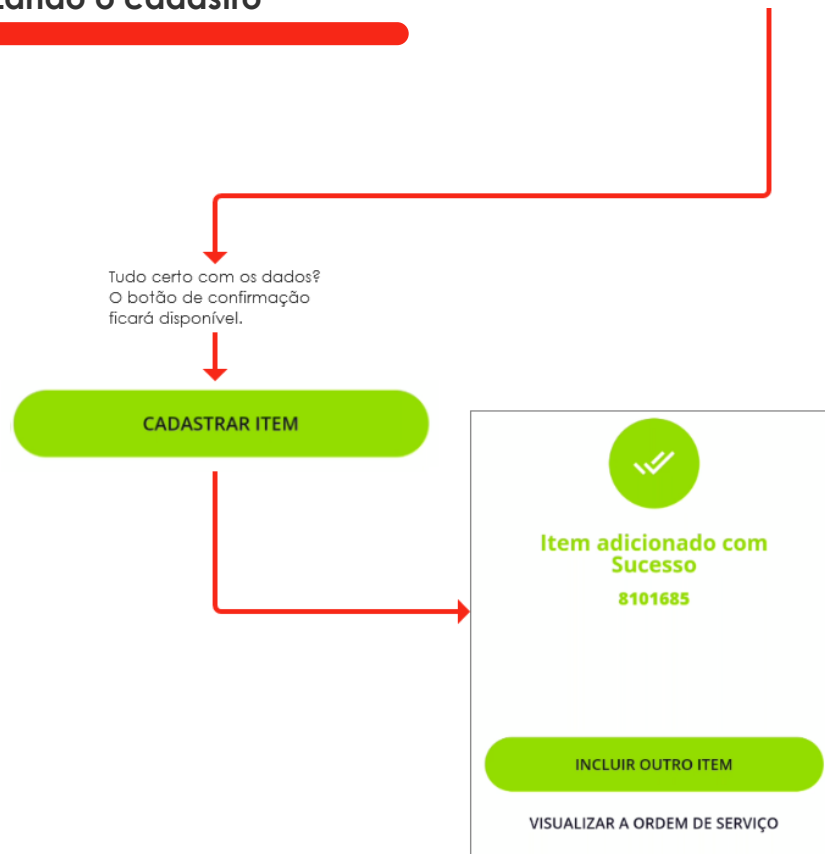 o cadastro
Tudo certo com os dados?
O botão de confirmação
ficará disponível.
CADASTRAR ITEM
Item adicionado com
Sucesso
8101685
INCLUIR OUTRO ITEM
VISUALIZAR A ORDEM DE SERVIÇO